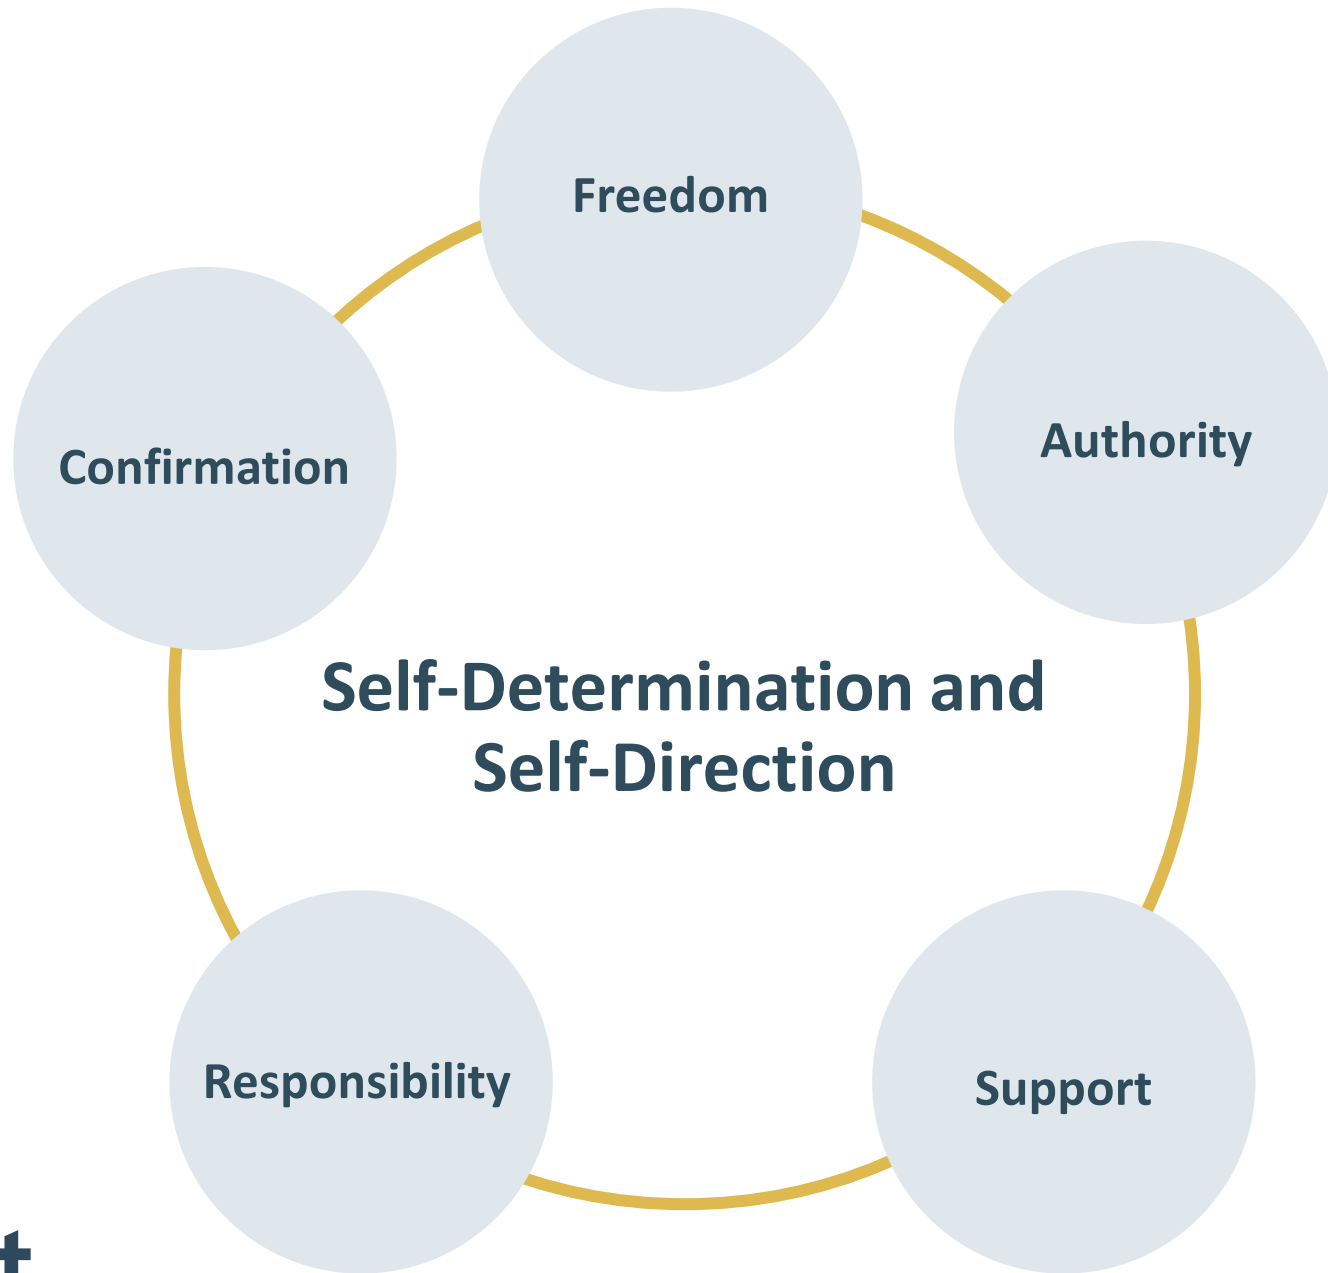 Freedom
Authority
Confirmation
Self-Determination and
Self-Direction
Responsibility
Support
t